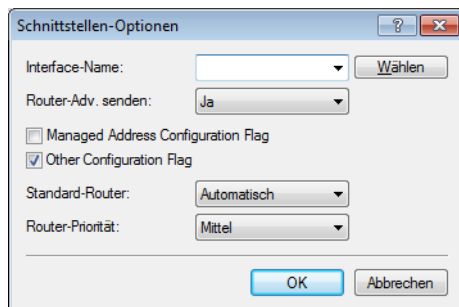 Schnittstellen-Optionen
Interface-Name: Wählen
Router-Adv. senden: Ja
Managed Address Configuration Flag
Other Configuration Flag
Standard-Router: Automatisch
Router-Priorität: Mittel
OK Abbrechen